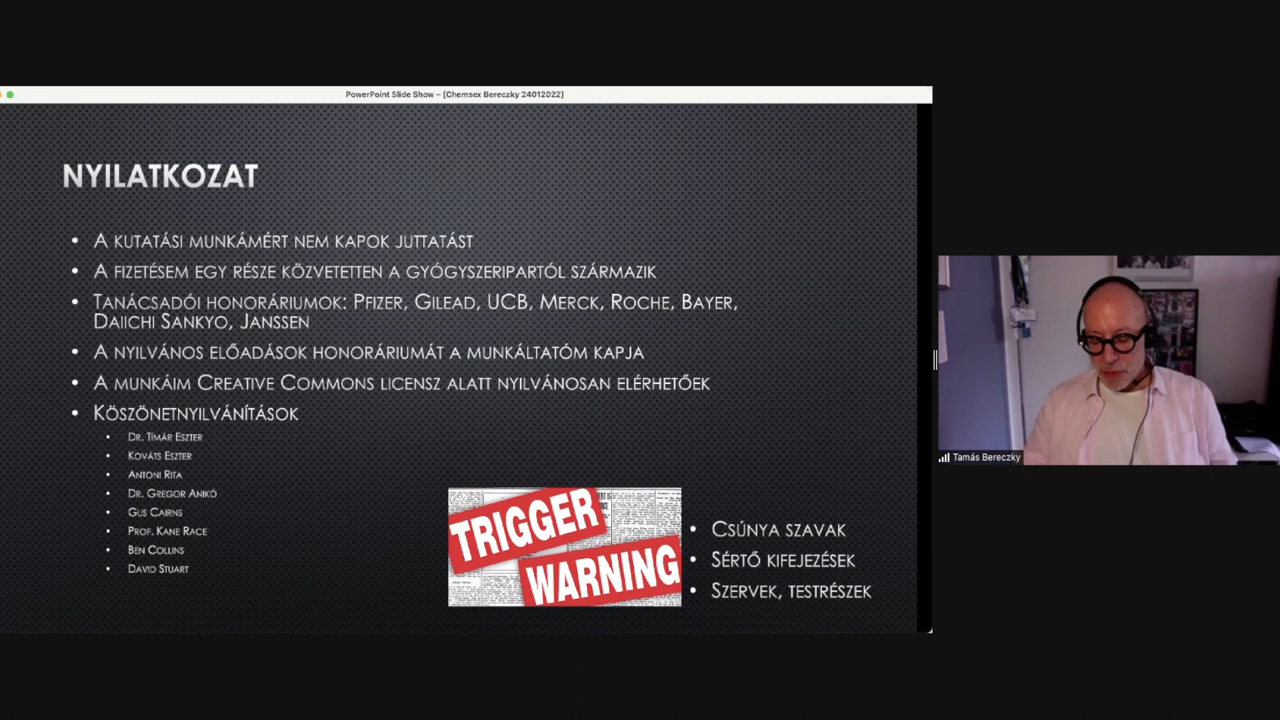 PowerPoint Slide Show – [Chemsex Bereczky 24012022]
NYILATKOZAT
• A KUTATÁSI MUNKÁMÉRT NEM KAPOK JUTTATÁST
• A FIZETÉSEM EGY RÉSZE KÖZVETETTEN A GYÓGYSZERIPARTÓL SZÁRMAZIK
• TANÁCSADÓI HONORÁRIUMOK: PFIZER, GILEAD, UCB, MERCK, ROCHE, BAYER,
DAIICHI SANKYO, JANSSEN
• A NYILVÁNOS ELŐADÁSOK HONORÁRIUMÁT A MUNKÁLTATÓM KAPJA
• A MUNKÁIM CREATIVE COMMONS LICENSZ ALATT NYILVÁNOSAN ELÉRHETŐEK
• KÖSZÖNETNYILVÁNÍTÁSOK
• DR. TIMÁR ESZTER
• KOVÁTS ESZTER
• ANTONI RITA
• DR. GREGOR ANIKÓ
• GUS CAIRNS
• PROF. KANE RACE
• BEN COLLINS
• DAVID STUART
TRIGGER
WARNING
• CSÚNYA SZAVAK
• SÉRTŐ KIFEJEZÉSEK
• SZERVEK, TESTRÉSZEK
Tamás Bereczky